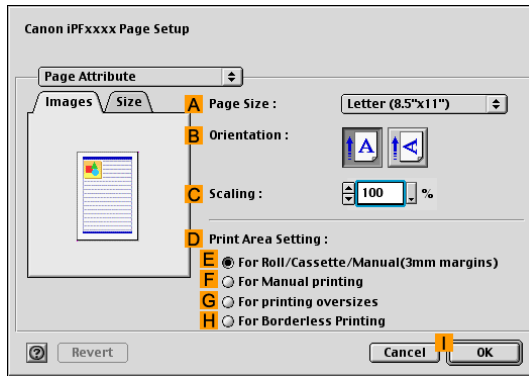 Canon iPFxxxx Page Setup
Page Attribute
Images Size
A Page Size : Letter (8.5"x11")
B Orientation : A A
C Scaling : 100 %
D Print Area Setting :
E For Roll/Cassette/Manual(3mm margins)
F For Manual printing
G For printing oversizes
H For Borderless Printing
? Revert Cancel I OK